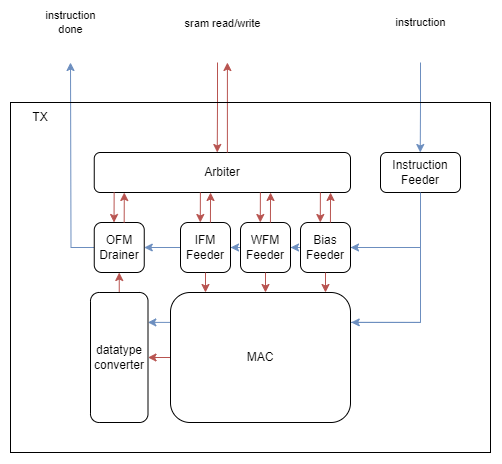 instruction
done
sram read/write
instruction
TX
Arbiter
Instruction
Feeder
OFM
Drainer
IFM
Feeder
WFM
Feeder
Bias
Feeder
datatype
converter
MAC